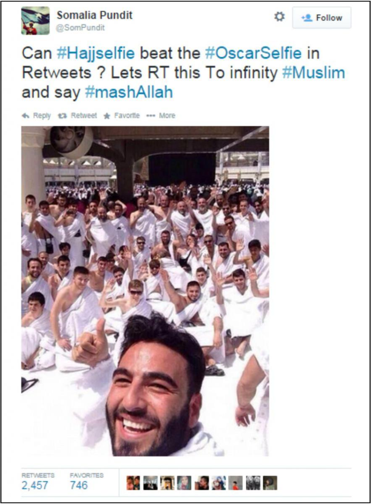 Somalia Pundit
@SomPundit
Follow
Can #Hajjselfie beat the #OscarSelfie in
Retweets ? Lets RT this To infinity #Muslim
and say #mashAllah
Reply Retweet Favorite ••• More
RETWEETS FAVORITES
2,457 746